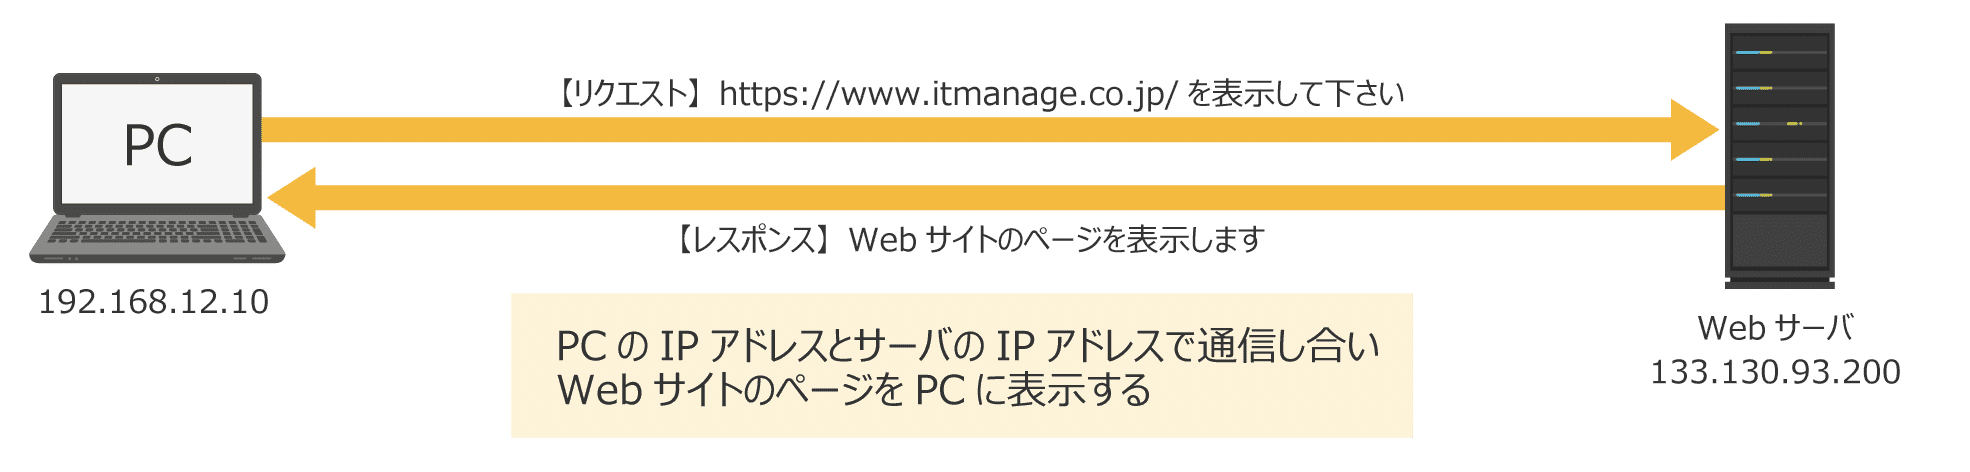 【リクエスト】https://www.itmanage.co.jp/ を表示して下さい
PC
【レスポンス】Web サイトのページを表示します
192.168.12.10
PC の IP アドレスとサーバの IP アドレスで通信し合い
Web サイトのページを PC に表示する
Web サーバ
133.130.93.200